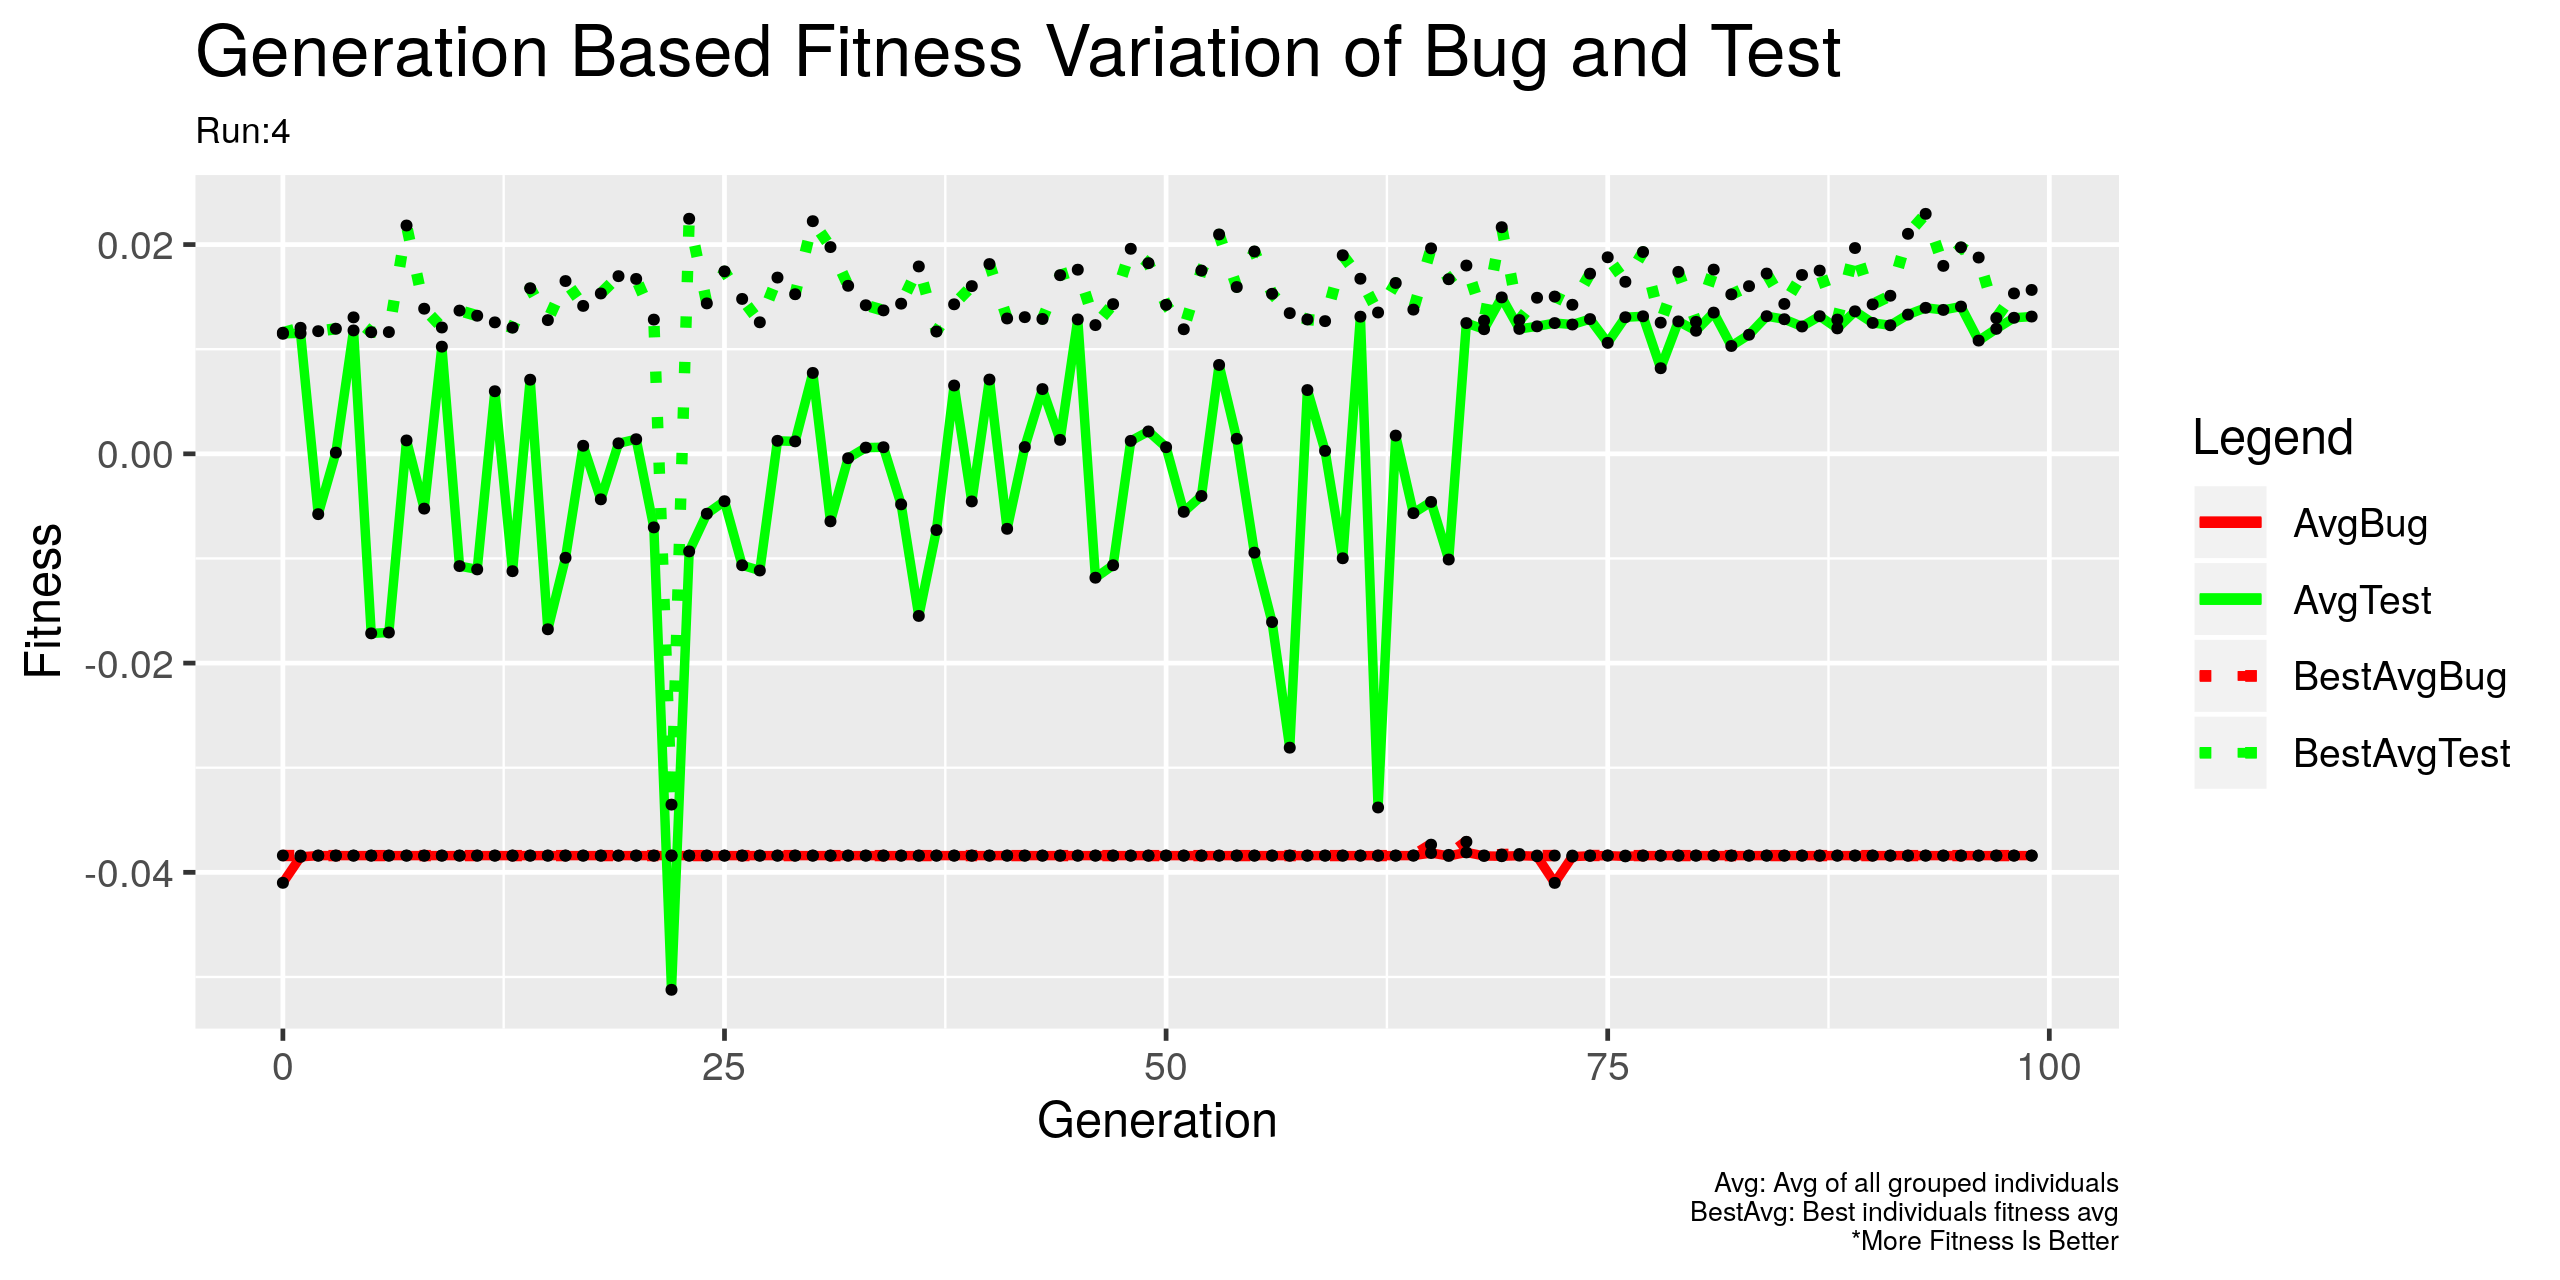 Generation Based Fitness Variation of Bug and Test
Run:4
Fitness
0.02
0.00
-0.02
-0.04
0
25
50
75
100
Generation
Legend
AvgBug
AvgTest
BestAvgBug
BestAvgTest
Avg: Avg of all grouped individuals
BestAvg: Best individuals fitness avg
*More Fitness Is Better